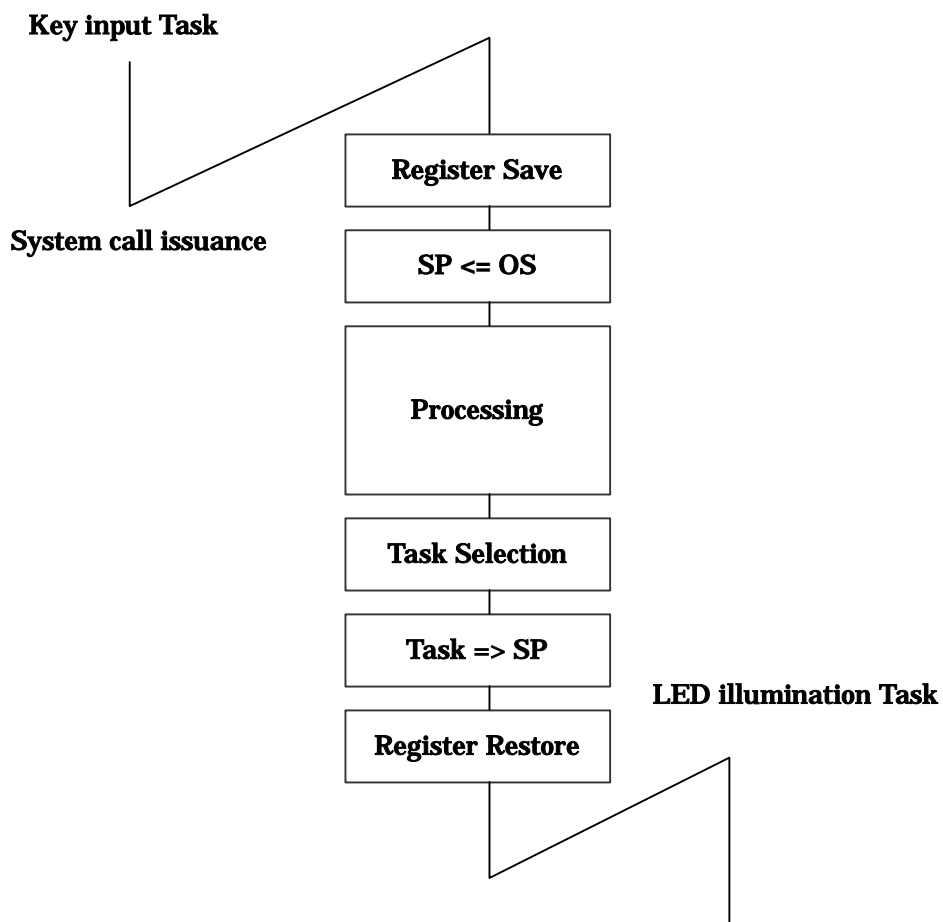 Key input Task
Register Save
System call issuance
SP <= OS
Processing
Task Selection
Task => SP
LED illumination Task
Register Restore